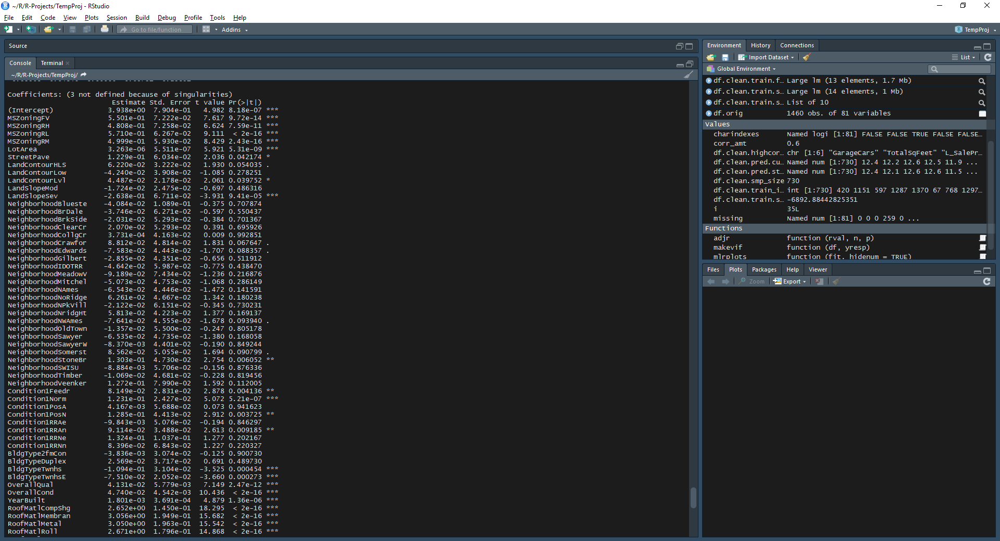 ~/R/R-Projects/TempProj - RStudio
File Edit Code View Plots Session Build Debug Profile Tools Help
Go to file/function Addins TempProj
Source
Console Terminal
~/R/R-Projects/TempProj/
Coefficients: (3 not defined because of singularities)
Estimate Std. Error t value Pr(>|t|)
(Intercept) 3.938e+00 7.904e-01 4.982 8.18e-07 ***
MSZoningFV 5.501e-01 7.222e-02 7.617 9.72e-14 ***
MSZoningRH 4.808e-01 7.258e-02 6.624 7.59e-11 ***
MSZoningRL 5.710e-01 6.267e-02 9.111 < 2e-16 ***
MSZoningRM 4.999e-01 5.930e-02 8.429 2.43e-16 ***
LotArea 3.263e-06 5.511e-07 5.921 5.31e-09 ***
StreetPave 1.229e-01 6.034e-02 2.036 0.042174 *
LandContourHLS 6.220e-02 3.222e-02 1.930 0.054035 .
LandContourLow -4.240e-02 3.908e-02 -1.085 0.278251
LandContourLvl 4.487e-02 2.178e-02 2.061 0.039752 *
LandSlopeMod -1.724e-02 2.475e-02 -0.697 0.486316
LandSlopeSev -2.638e-01 6.711e-02 -3.931 9.41e-05 ***
NeighborhoodBlueste -4.084e-02 1.089e-01 -0.375 0.707874
NeighborhoodBrDale -3.746e-02 6.271e-02 -0.597 0.550437
NeighborhoodBrkSide -2.031e-02 5.293e-02 -0.384 0.701367
NeighborhoodClearCr 2.070e-02 5.293e-02 0.391 0.695926
NeighborhoodCollgCr 3.731e-04 4.163e-02 0.009 0.992851
NeighborhoodCrawfor 8.812e-02 4.814e-02 1.831 0.067647 .
NeighborhoodEdwards -7.583e-02 4.443e-02 -1.707 0.088357 .
NeighborhoodGilbert -2.855e-02 4.351e-02 -0.656 0.511912
NeighborhoodIDOTRR -4.642e-02 5.987e-02 -0.775 0.438470
NeighborhoodMeadowV -9.189e-02 7.434e-02 -1.236 0.216876
NeighborhoodMitchel -5.073e-02 4.753e-02 -1.068 0.286149
NeighborhoodNAmes -6.543e-02 4.446e-02 -1.472 0.141591
NeighborhoodNoRidge 6.261e-02 4.667e-02 1.342 0.180238
NeighborhoodNPkVill -2.122e-02 6.151e-02 -0.345 0.730231
NeighborhoodNridgHt 5.813e-02 4.223e-02 1.377 0.169137
NeighborhoodNWAmes -7.641e-02 4.555e-02 -1.678 0.093940 .
NeighborhoodOldTown -1.357e-02 5.500e-02 -0.247 0.805178
NeighborhoodSawyer -6.535e-02 4.735e-02 -1.380 0.168058
NeighborhoodSawyerW -8.370e-03 4.401e-02 -0.190 0.849244
NeighborhoodSomerst 8.562e-02 5.055e-02 1.694 0.090799 .
NeighborhoodStoneBr 1.303e-01 4.730e-02 2.754 0.006052 **
NeighborhoodSWISU -8.884e-03 5.706e-02 -0.156 0.876336
NeighborhoodTimber -1.069e-02 4.681e-02 -0.228 0.819456
NeighborhoodVeenker 1.272e-01 7.990e-02 1.592 0.112005
Condition1Feedr 8.149e-02 2.831e-02 2.878 0.004136 **
Condition1Norm 1.231e-01 2.427e-02 5.072 5.21e-07 ***
Condition1PosA 4.167e-03 5.688e-02 0.073 0.941623
Condition1PosN 1.285e-01 4.413e-02 2.912 0.003725 **
Condition1RRAe -9.843e-03 5.076e-02 -0.194 0.846297
Condition1RRAn 9.114e-02 3.488e-02 2.613 0.009185 **
Condition1RRNe 1.324e-01 1.037e-01 1.277 0.202167
Condition1RRNn 8.396e-02 6.843e-02 1.227 0.220327
BldgType2fmCon -3.836e-03 3.074e-02 -0.125 0.900730
BldgTypeDuplex 2.569e-02 3.717e-02 0.691 0.489730
BldgTypeTwnhs -1.094e-01 3.104e-02 -3.525 0.000454 ***
BldgTypeTwnhsE -7.510e-02 2.052e-02 -3.660 0.000273 ***
OverallQual 4.131e-02 5.779e-03 7.149 2.47e-12 ***
OverallCond 4.740e-02 4.542e-03 10.436 < 2e-16 ***
YearBuilt 1.801e-03 3.691e-04 4.879 1.36e-06 ***
RoofMatlCompShg 2.652e+00 1.450e-01 18.295 < 2e-16 ***
RoofMatlMembran 3.056e+00 1.949e-01 15.682 < 2e-16 ***
RoofMatlMetal 3.050e+00 1.963e-01 15.542 < 2e-16 ***
RoofMatlRoll 2.671e+00 1.796e-01 14.868 < 2e-16 ***
Environment History Connections
Import Dataset List
Global Environment
df.clean.train.f... Large lm (13 elements, 1.7 Mb)
df.clean.train.s... Large lm (14 elements, 1 Mb)
df.clean.train.s... List of 10
df.orig 1460 obs. of 81 variables
Values
charindexes Named logi [1:81] FALSE FALSE TRUE FALSE FALSE...
corr_amt 0.6
df.clean.highcor... chr [1:6] "GarageCars" "TotalSqFeet" "L_SalePr...
df.clean.pred.cu... Named num [1:730] 12.4 12.2 12.6 12.5 11.9 ...
df.clean.pred.st... Named num [1:730] 12.4 12.1 12.6 12.6 11.5 ...
df.clean.smp_size 730
df.clean.train_i... int [1:730] 420 1151 597 1287 1370 67 768 1297...
df.clean.train.s... -6892.88442825351
i 35L
missing Named num [1:81] 0 0 0 259 0 ...
Functions
adjr function (rval, n, p)
makevif function (df, yresp)
mlrplots function (fit, hidenum = TRUE)
Files Plots Packages Help Viewer
Zoom Export